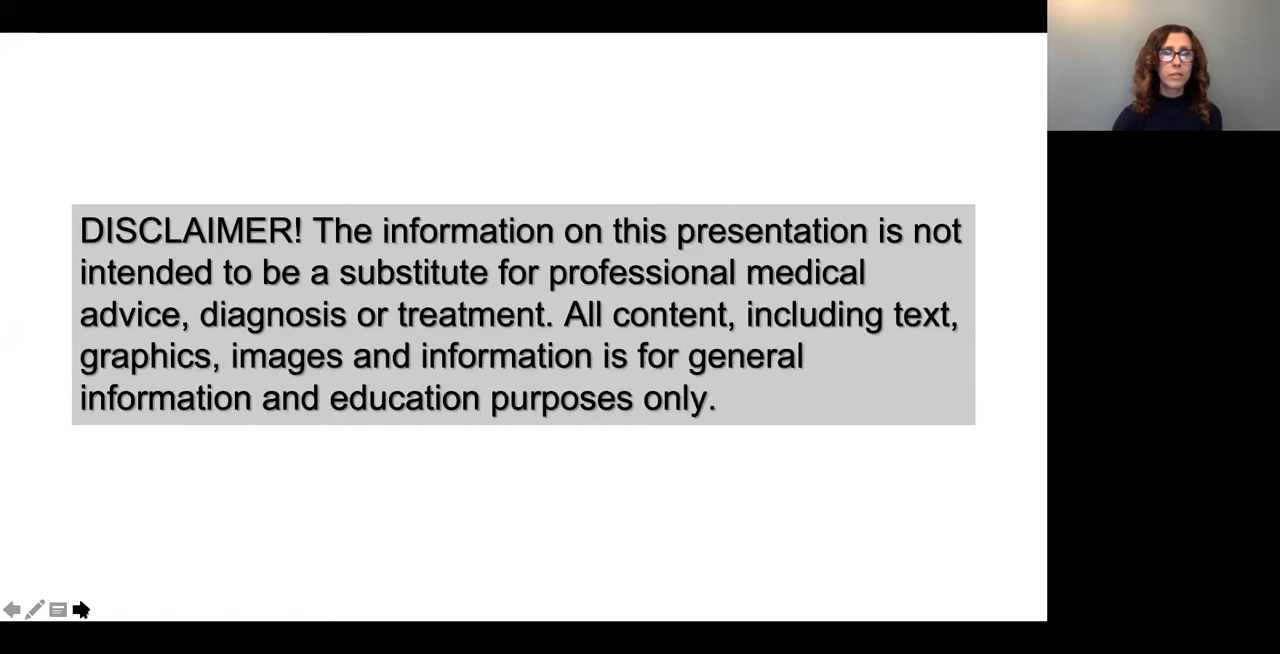 DISCLAIMER! The information on this presentation is not
intended to be a substitute for professional medical
advice, diagnosis or treatment. All content, including text,
graphics, images and information is for general
information and education purposes only.